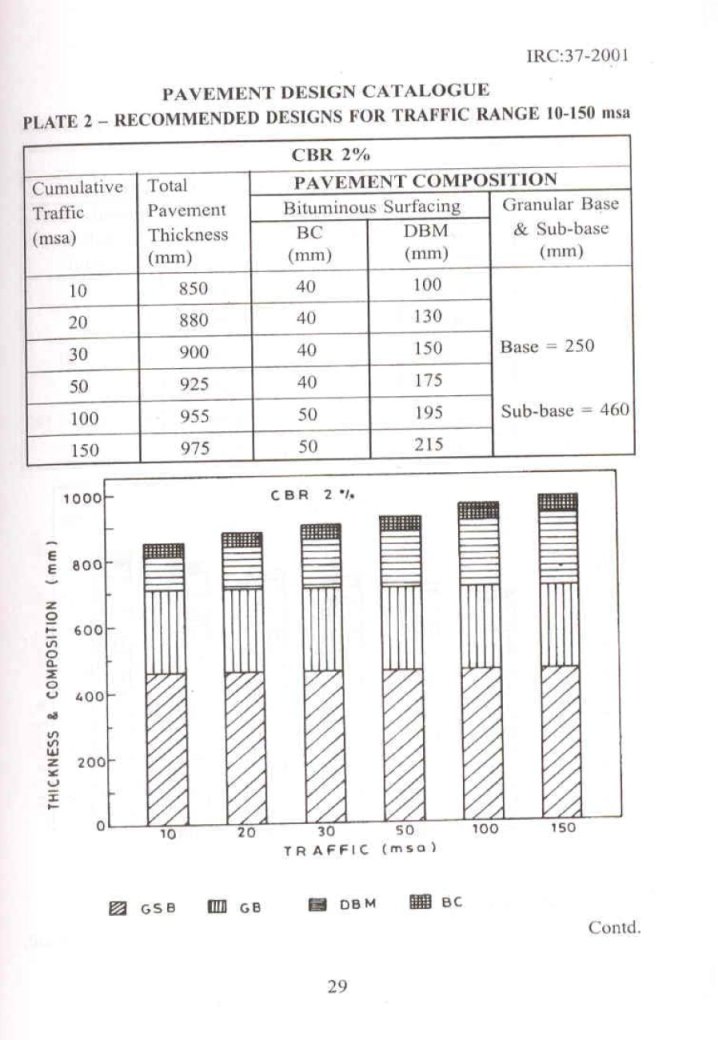 IRC:37-2001
PAVEMENT DESIGN CATALOGUE
PLATE 2 – RECOMMENDED DESIGNS FOR TRAFFIC RANGE 10-150 msa
CBR 2%
Cumulative Traffic (msa) Total Pavement Thickness (mm) PAVEMENT COMPOSITION
Bituminous Surfacing Granular Base & Sub-base (mm)
BC (mm) DBM (mm)
10 850 40 100
20 880 40 130
30 900 40 150 Base = 250
50 925 40 175
100 955 50 195 Sub-base = 460
150 975 50 215
CBR 2 %
THICKNESS & COMPOSITION (mm)
1000
800
600
400
200
0
10 20 30 50 100 150
TRAFFIC (msa)
GSB GB DBM BC
Contd.
29